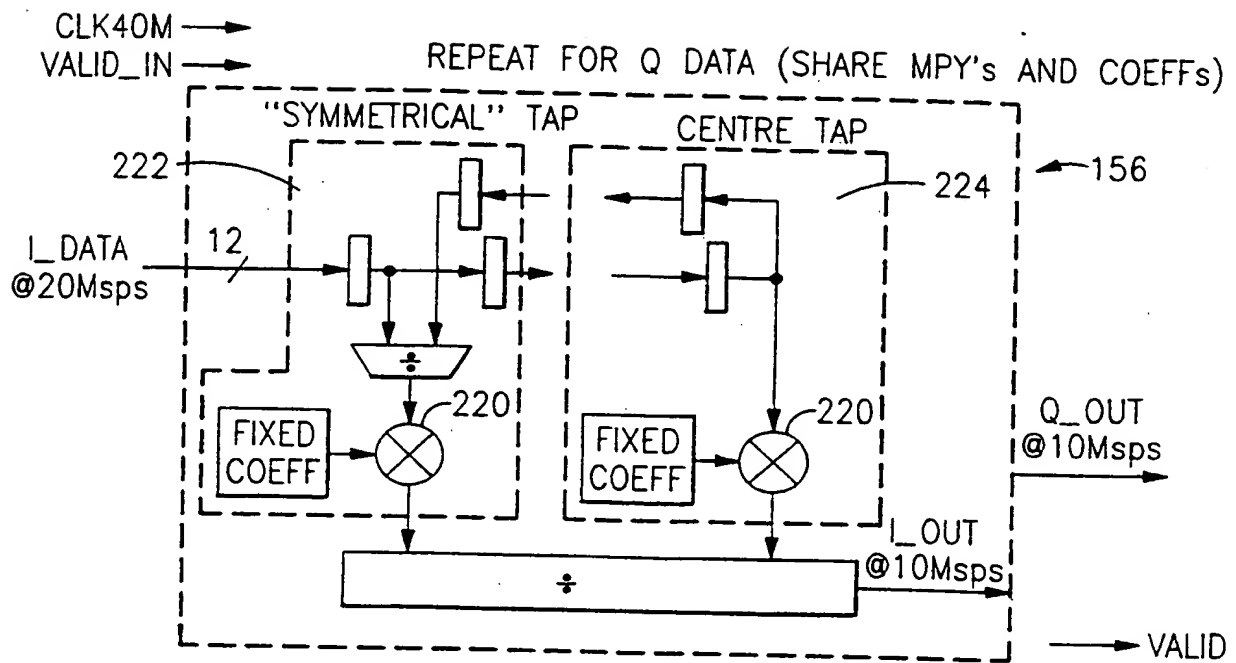 CLK40M
VALID_IN
REPEAT FOR Q DATA (SHARE MPY's AND COEFFs)
"SYMMETRICAL" TAP
CENTRE TAP
222
224
156
I_DATA
@20Msps
12
÷
220
220
FIXED
COEFF
FIXED
COEFF
Q_OUT
@10Msps
I_OUT
@10Msps
÷
VALID